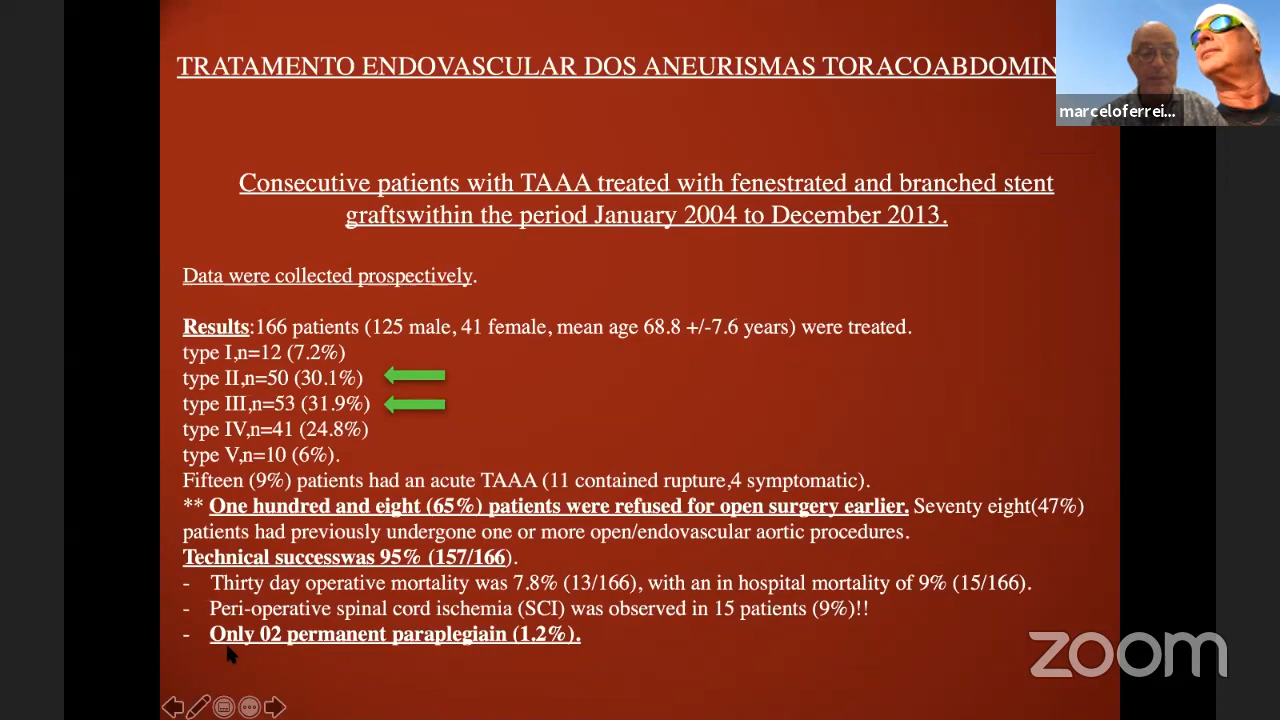 TRATAMENTO ENDOVASCULAR DOS ANEURISMAS TORACOABDOMIN
marceloferrei...
Consecutive patients with TAAA treated with fenestrated and branched stent
graftswithin the period January 2004 to December 2013.
Data were collected prospectively.
Results:166 patients (125 male, 41 female, mean age 68.8 +/-7.6 years) were treated.
type I,n=12 (7.2%)
type II,n=50 (30.1%)
type III,n=53 (31.9%)
type IV,n=41 (24.8%)
type V,n=10 (6%).
Fifteen (9%) patients had an acute TAAA (11 contained rupture,4 symptomatic).
** One hundred and eight (65%) patients were refused for open surgery earlier. Seventy eight(47%)
patients had previously undergone one or more open/endovascular aortic procedures.
Technical successwas 95% (157/166).
- Thirty day operative mortality was 7.8% (13/166), with an in hospital mortality of 9% (15/166).
- Peri-operative spinal cord ischemia (SCI) was observed in 15 patients (9%)!!
- Only 02 permanent paraplegiain (1.2%).
zoom